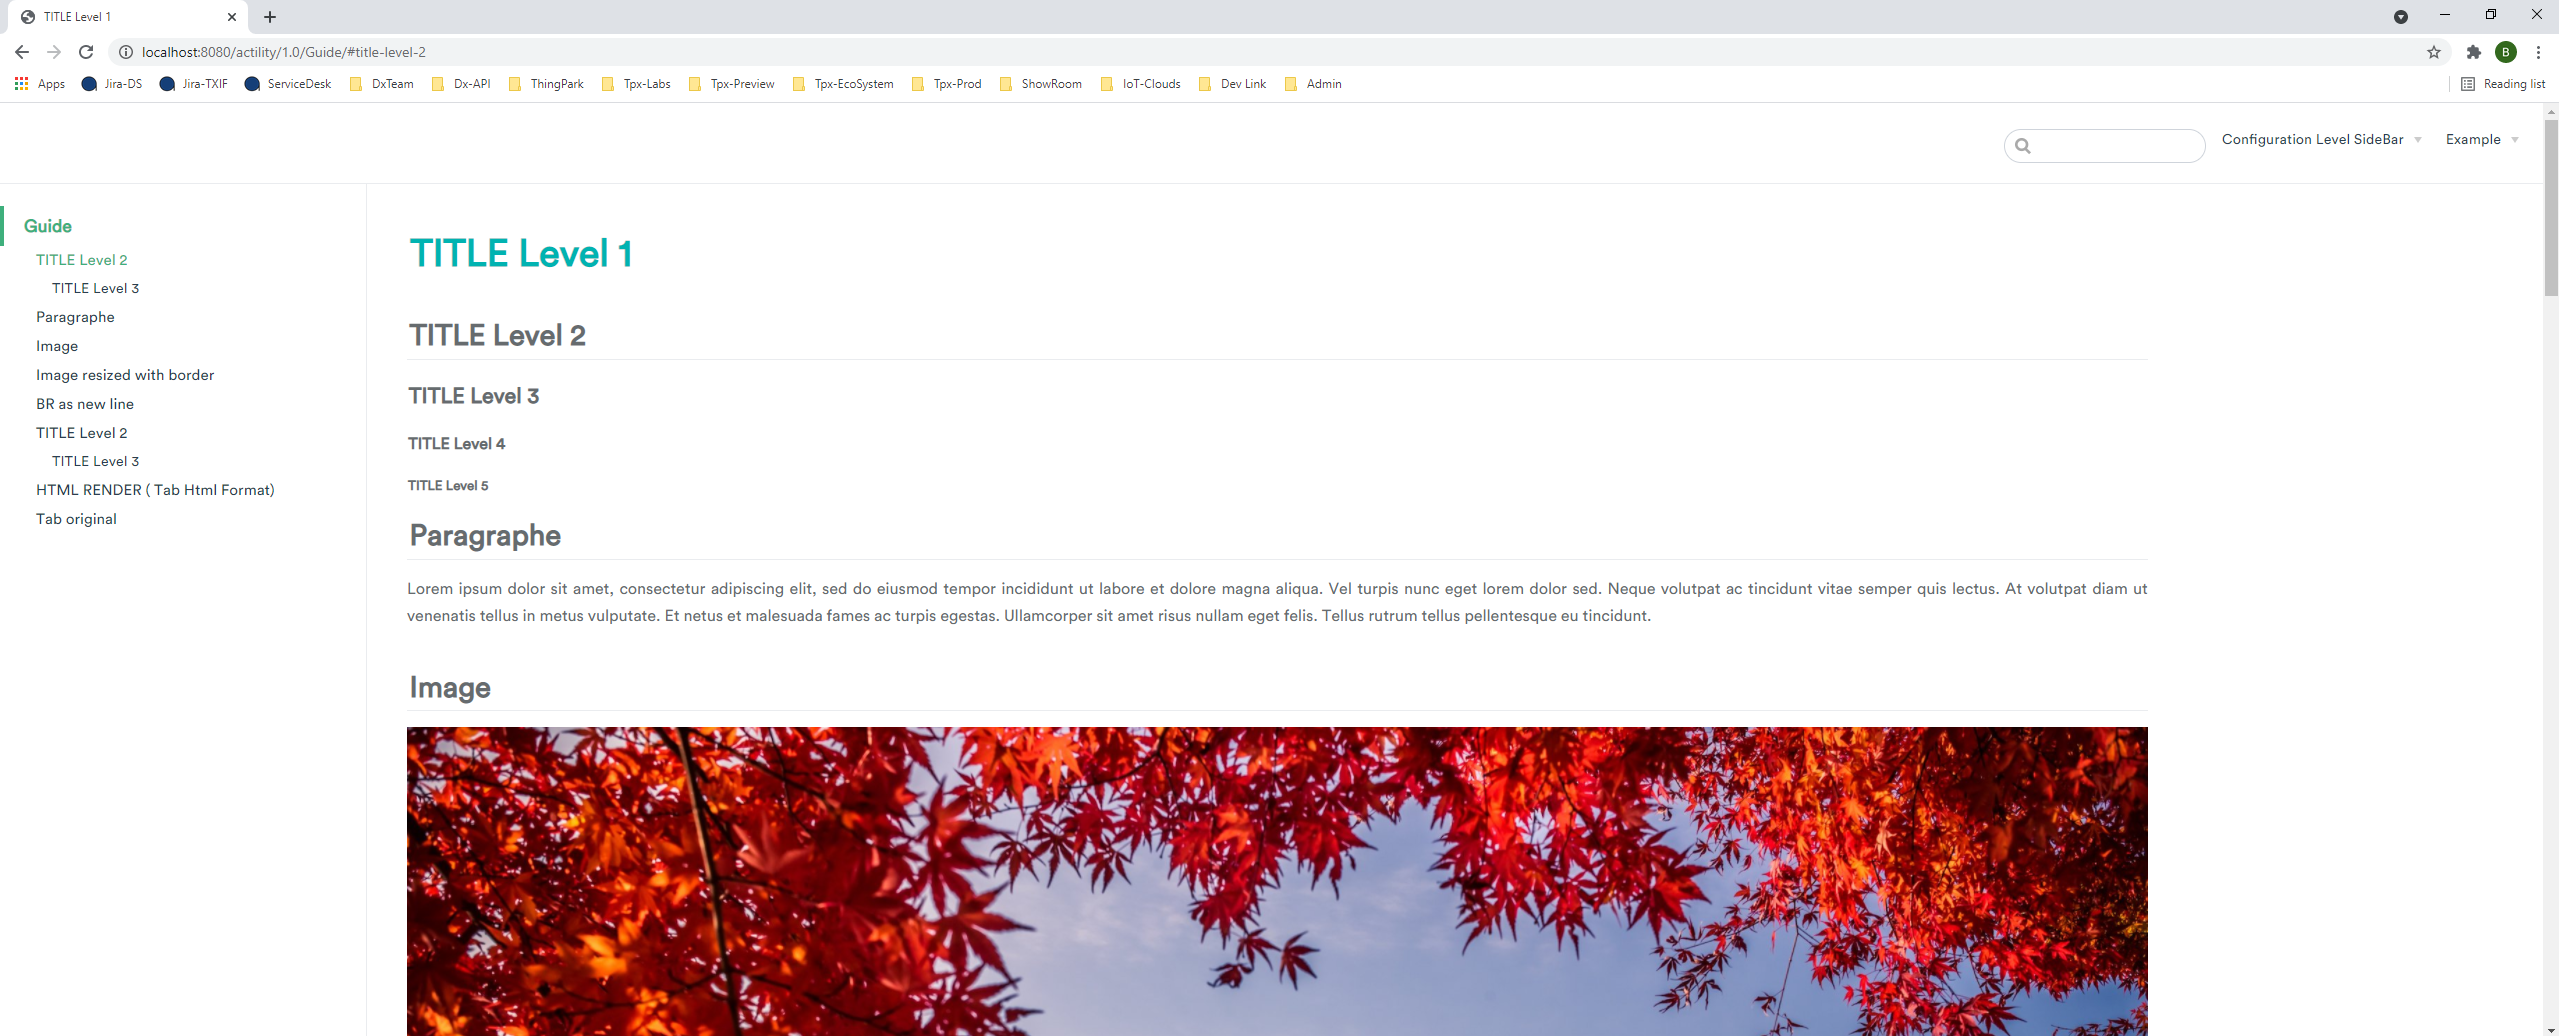 TITLE Level 1
localhost:8080/actility/1.0/Guide/#title-level-2
B
Apps Jira-DS Jira-TXIF ServiceDesk DxTeam Dx-API ThingPark Tpx-Labs Tpx-Preview Tpx-EcoSystem Tpx-Prod ShowRoom IoT-Clouds Dev Link Admin Reading list
Configuration Level SideBar Example
Guide
TITLE Level 2
TITLE Level 3
Paragraphe
Image
Image resized with border
BR as new line
TITLE Level 2
TITLE Level 3
HTML RENDER ( Tab Html Format)
Tab original
TITLE Level 1
TITLE Level 2
TITLE Level 3
TITLE Level 4
TITLE Level 5
Paragraphe
Lorem ipsum dolor sit amet, consectetur adipiscing elit, sed do eiusmod tempor incididunt ut labore et dolore magna aliqua. Vel turpis nunc eget lorem dolor sed. Neque volutpat ac tincidunt vitae semper quis lectus. At volutpat diam ut
venenatis tellus in metus vulputate. Et netus et malesuada fames ac turpis egestas. Ullamcorper sit amet risus nullam eget felis. Tellus rutrum tellus pellentesque eu tincidunt.
Image